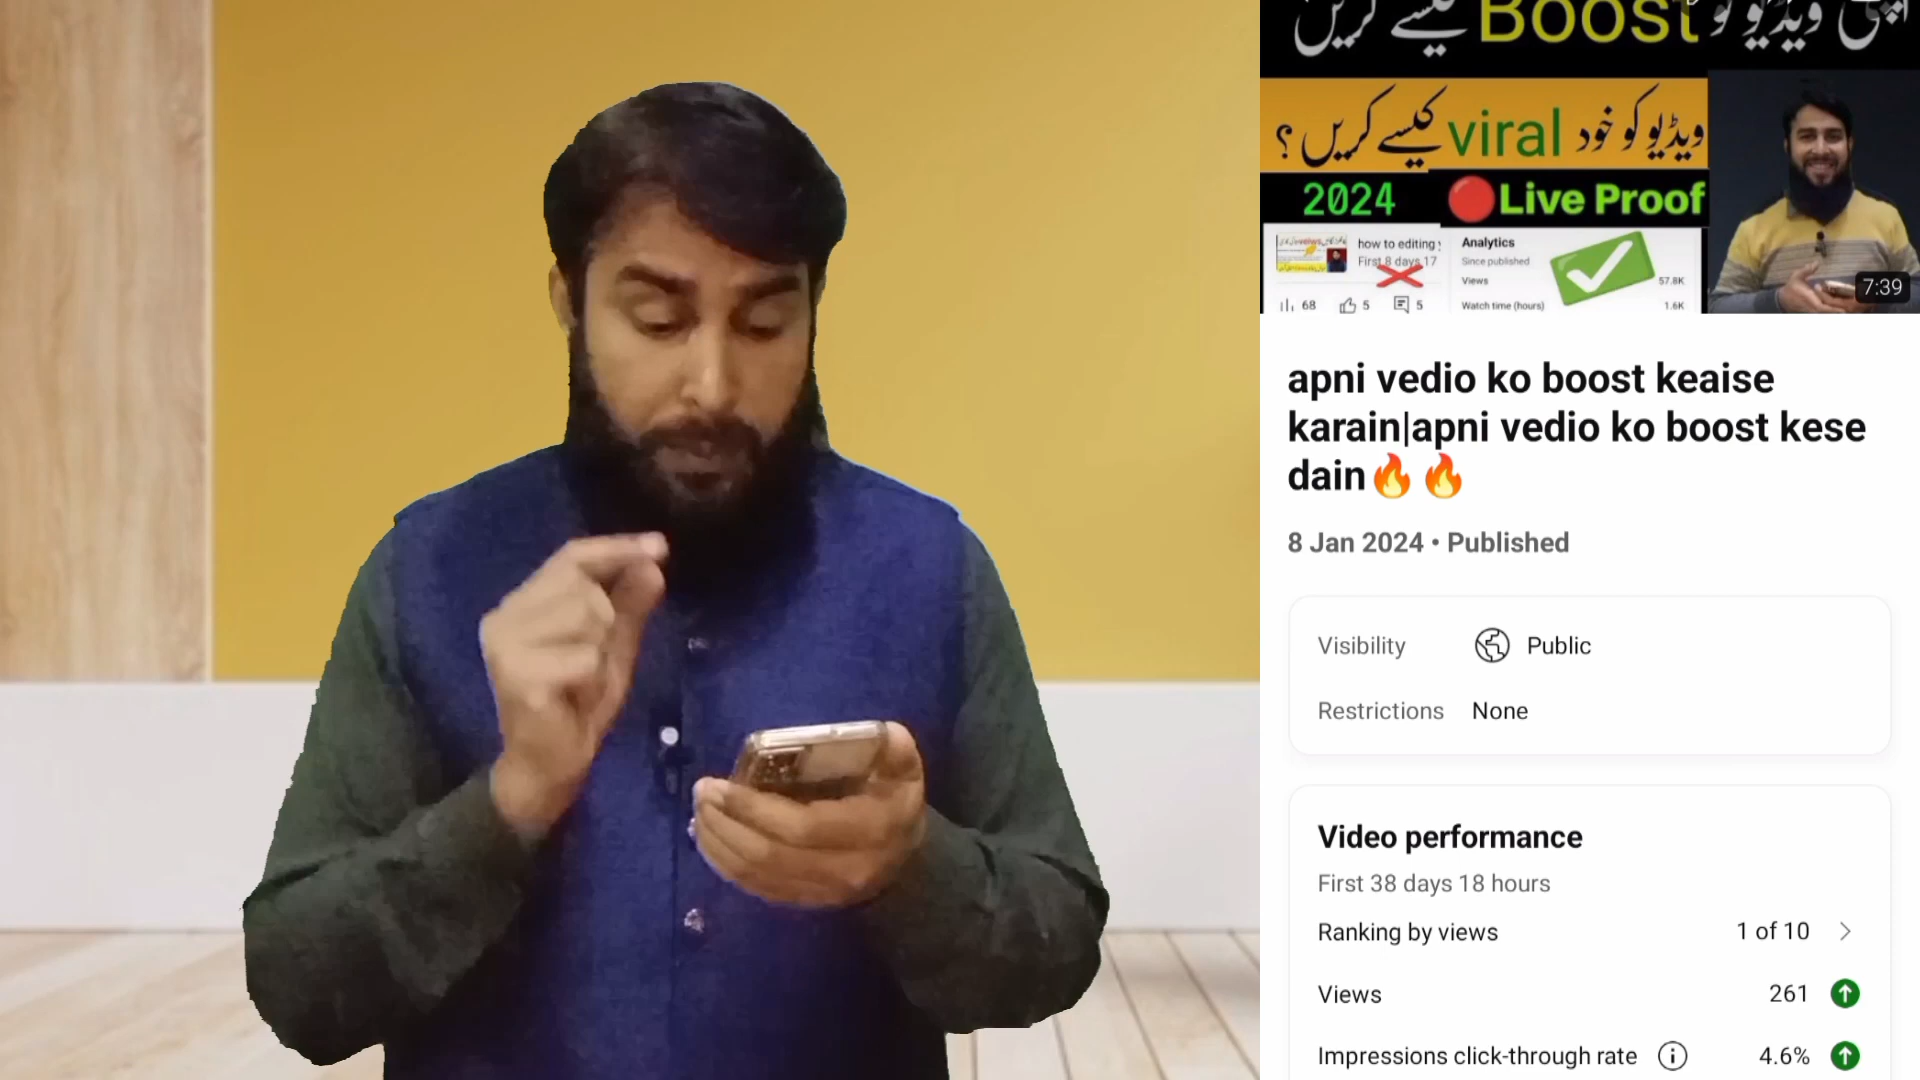 اپنی ویڈیو کو Boost کیسے کریں
ویڈیو کو خود viral کیسے کریں ؟
2024 Live Proof
how to editing
First 8 days 17
68 5 5
Analytics
Since published
Views 57.8K
Watch time (hours) 1.6K
7:39
apni vedio ko boost keaise
karain|apni vedio ko boost kese
dain🔥🔥
8 Jan 2024 • Published
Visibility Public
Restrictions None
Video performance
First 38 days 18 hours
Ranking by views 1 of 10
Views 261
Impressions click-through rate 4.6%